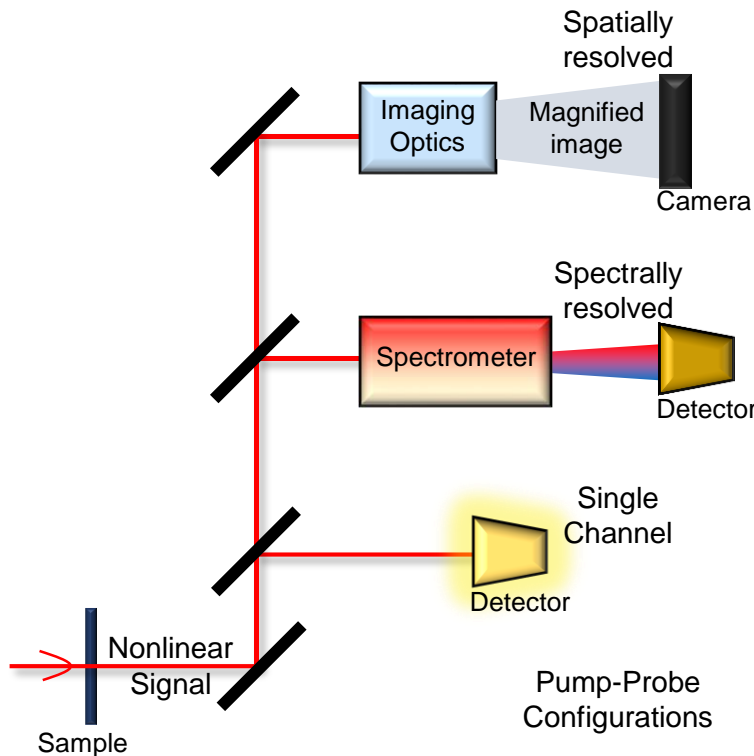 Spatially
resolved
Imaging
Optics
Magnified
image
Camera
Spectrally
resolved
Spectrometer
Detector
Single
Channel
Detector
Nonlinear
Signal
Sample
Pump-Probe
Configurations